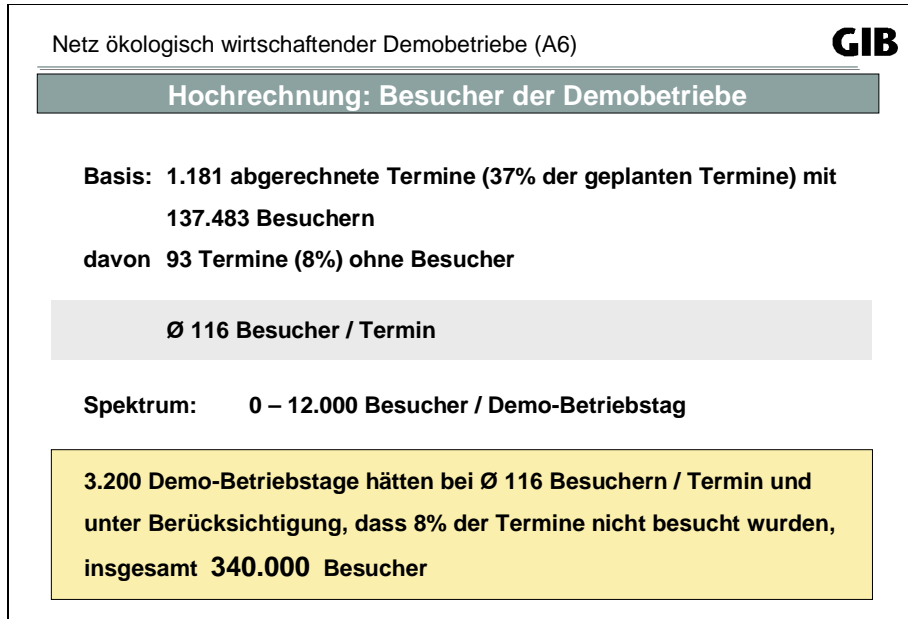 Netz ökologisch wirtschaftender Demobetriebe (A6)
GIB
Hochrechnung: Besucher der Demobetriebe
Basis: 1.181 abgerechnete Termine (37% der geplanten Termine) mit
137.483 Besuchern
davon 93 Termine (8%) ohne Besucher
Ø 116 Besucher / Termin
Spektrum: 0 – 12.000 Besucher / Demo-Betriebstag
3.200 Demo-Betriebstage hätten bei Ø 116 Besuchern / Termin und
unter Berücksichtigung, dass 8% der Termine nicht besucht wurden,
insgesamt 340.000 Besucher